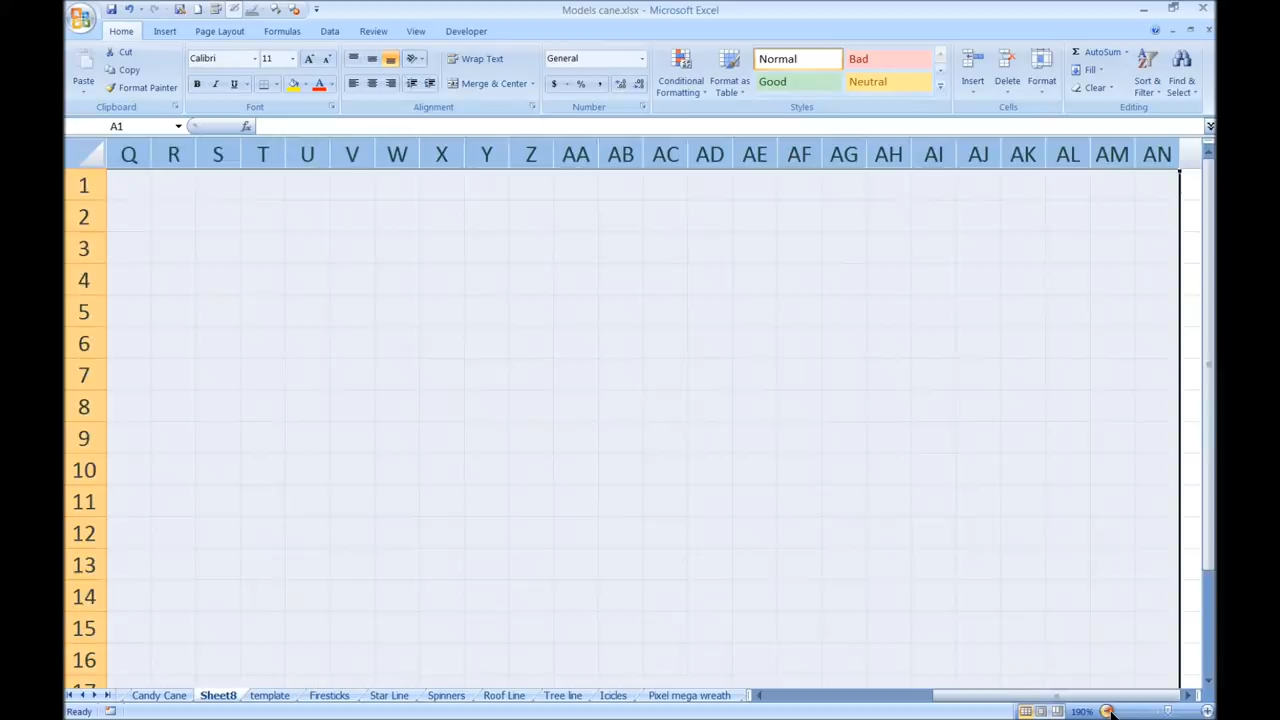 Models cane.xlsx - Microsoft Excel
Home Insert Page Layout Formulas Data Review View Developer
Cut Calibri 11 Wrap Text General Normal Bad AutoSum
Copy Fill
Paste Format Painter Merge & Center Conditional Formatting Format as Table Good Neutral Insert Delete Format Clear Sort & Filter Find & Select
Clipboard Font Alignment Number Styles Cells Editing
A1
Q R S T U V W X Y Z AA AB AC AD AE AF AG AH AI AJ AK AL AM AN
1
2
3
4
5
6
7
8
9
10
11
12
13
14
15
16
Candy Cane Sheet8 template Firesticks Star Line Spinners Roof Line Tree line Icicles Pixel mega wreath
Ready 190%